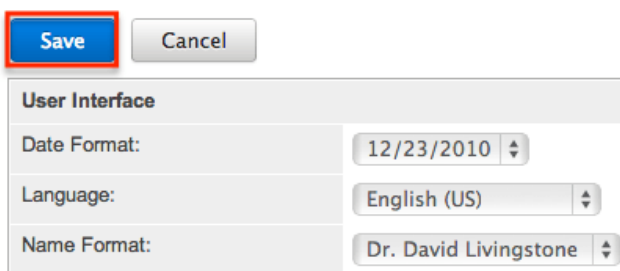 Save Cancel
User Interface
Date Format: 12/23/2010
Language: English (US)
Name Format: Dr. David Livingstone